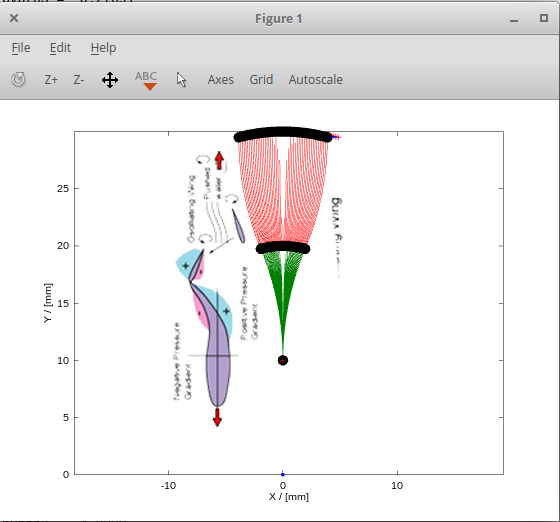 Figure 1
File Edit Help
Z+ Z- ABC Axes Grid Autoscale
Oscillating Wing
Pushed
water
Positive Pressure
Gradient
Negative Pressure
Gradient
25
20
15
10
5
0
Y / [mm]
-10 0 10
X / [mm]